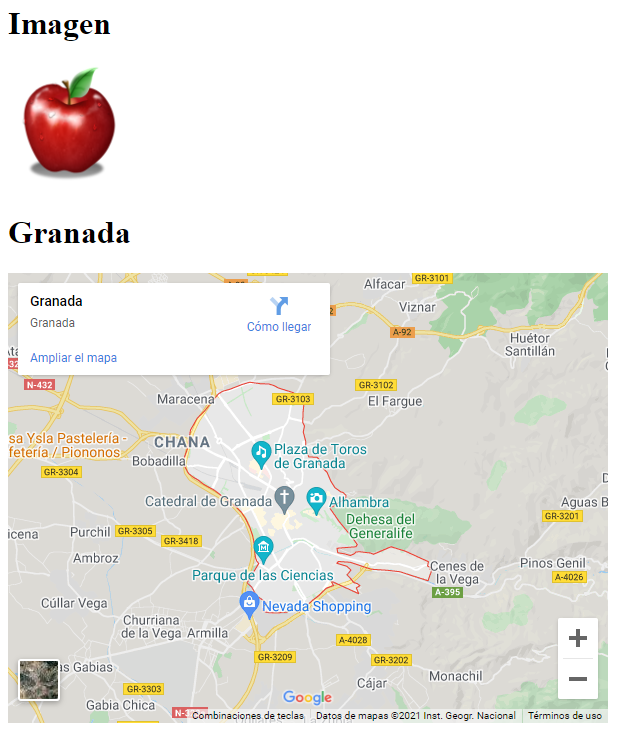 Imagen
Granada
Granada
Granada
Cómo llegar
Ampliar el mapa
GR-3101
Alfacar
Viznar
A-92
Huétor
Santillán
N-432
GR-3102
Maracena
GR-3103
El Fargue
sa Ysla Pastelería -
fetería / Piononos
CHANA
Plaza de Toros
de Granada
Bobadilla
GR-3304
Catedral de Granada
Alhambra
Aguas B
Dehesa del
Generalife
GR-3201
icena
Purchil
GR-3305
GR-3418
Ambroz
Parque de las Ciencias
Cenes de
la Vega
Pinos Genil
A-4026
A-395
Cúllar Vega
Nevada Shopping
Churriana
de la Vega
Armilla
A-4028
GR-3209
GR-3202
as Gabias
Monachil
GR-3303
Cájar
Gabia Chica
Google
Combinaciones de teclas
Datos de mapas ©2021 Inst. Geogr. Nacional
Términos de uso